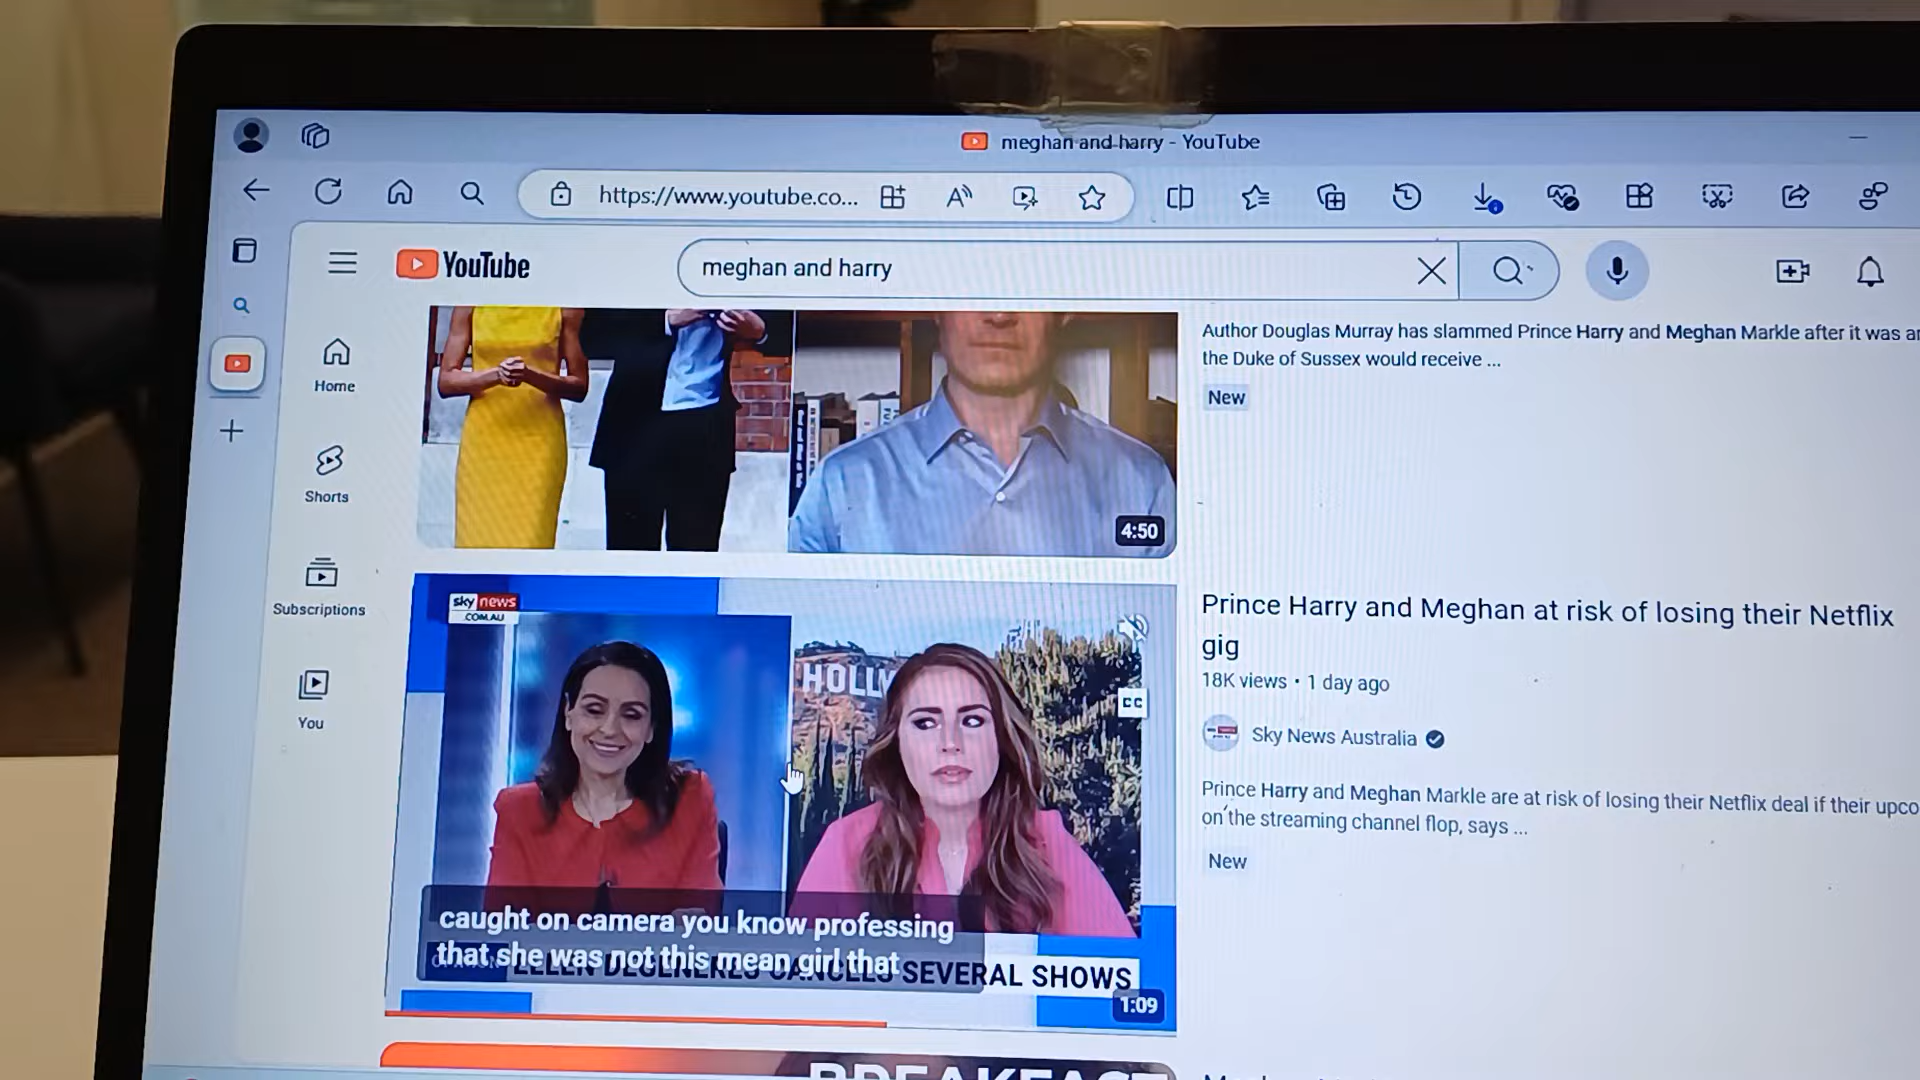 meghan and harry - YouTube
https://www.youtube.co...
YouTube
meghan and harry
Home
Shorts
Subscriptions
You
4:50
Author Douglas Murray has slammed Prince Harry and Meghan Markle after it was
the Duke of Sussex would receive ...
New
sky news
.COM.AU
HOLLY
CC
caught on camera you know professing
that she was not this mean girl that
ELLEN DEGENERES CANCELS SEVERAL SHOWS
1:09
Prince Harry and Meghan at risk of losing their Netflix
gig
18K views • 1 day ago
Sky News Australia
Prince Harry and Meghan Markle are at risk of losing their Netflix deal if their upco
on the streaming channel flop, says ...
New
BREAKFAST